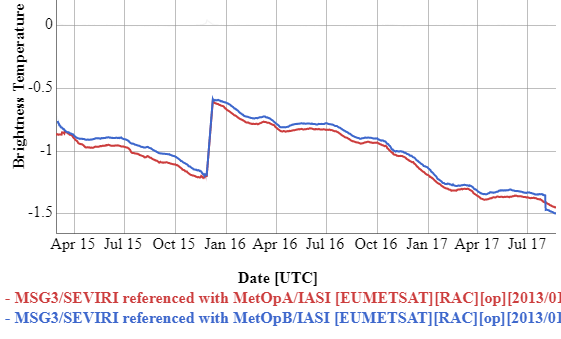 Brightness Temperature
0
-0.5
-1
-1.5
Apr 15 Jul 15 Oct 15 Jan 16 Apr 16 Jul 16 Oct 16 Jan 17 Apr 17 Jul 17
Date [UTC]
- MSG3/SEVIRI referenced with MetOpA/IASI [EUMETSAT][RAC][op][2013/01
- MSG3/SEVIRI referenced with MetOpB/IASI [EUMETSAT][RAC][op][2013/01